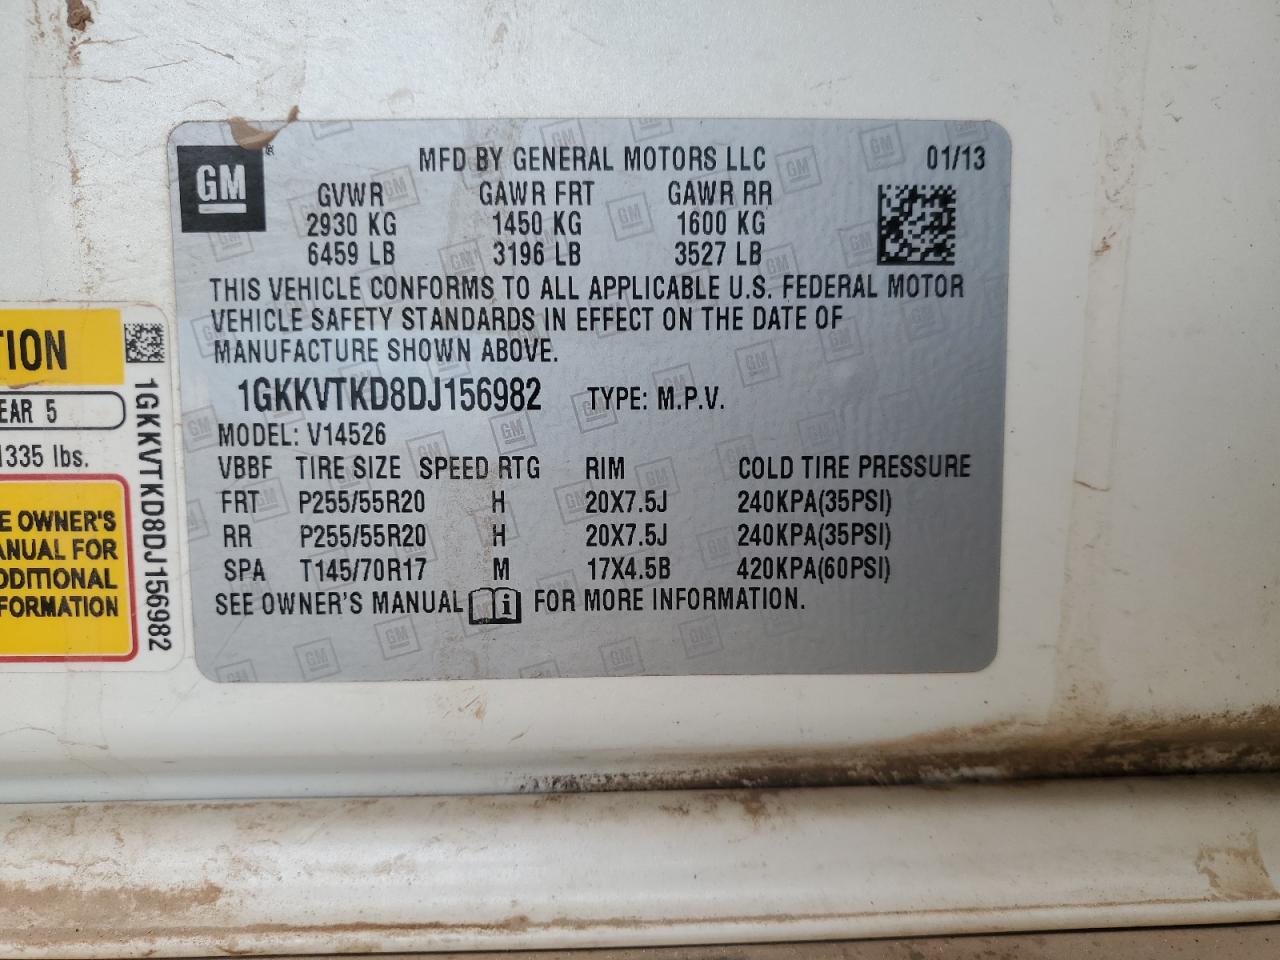 GM
MFD BY GENERAL MOTORS LLC 01/13
GVWR GAWR FRT GAWR RR
2930 KG 1450 KG 1600 KG
6459 LB 3196 LB 3527 LB
THIS VEHICLE CONFORMS TO ALL APPLICABLE U.S. FEDERAL MOTOR
VEHICLE SAFETY STANDARDS IN EFFECT ON THE DATE OF
MANUFACTURE SHOWN ABOVE.
1GKKVTKD8DJ156982 TYPE: M.P.V.
MODEL: V14526
VBBF TIRE SIZE SPEED RTG RIM COLD TIRE PRESSURE
FRT P255/55R20 H 20X7.5J 240KPA(35PSI)
RR P255/55R20 H 20X7.5J 240KPA(35PSI)
SPA T145/70R17 M 17X4.5B 420KPA(60PSI)
SEE OWNER'S MANUAL i FOR MORE INFORMATION.
TION
EAR 5
1335 lbs.
E OWNER'S
ANUAL FOR
DDITIONAL
FORMATION
1GKKVTKD8DJ156982